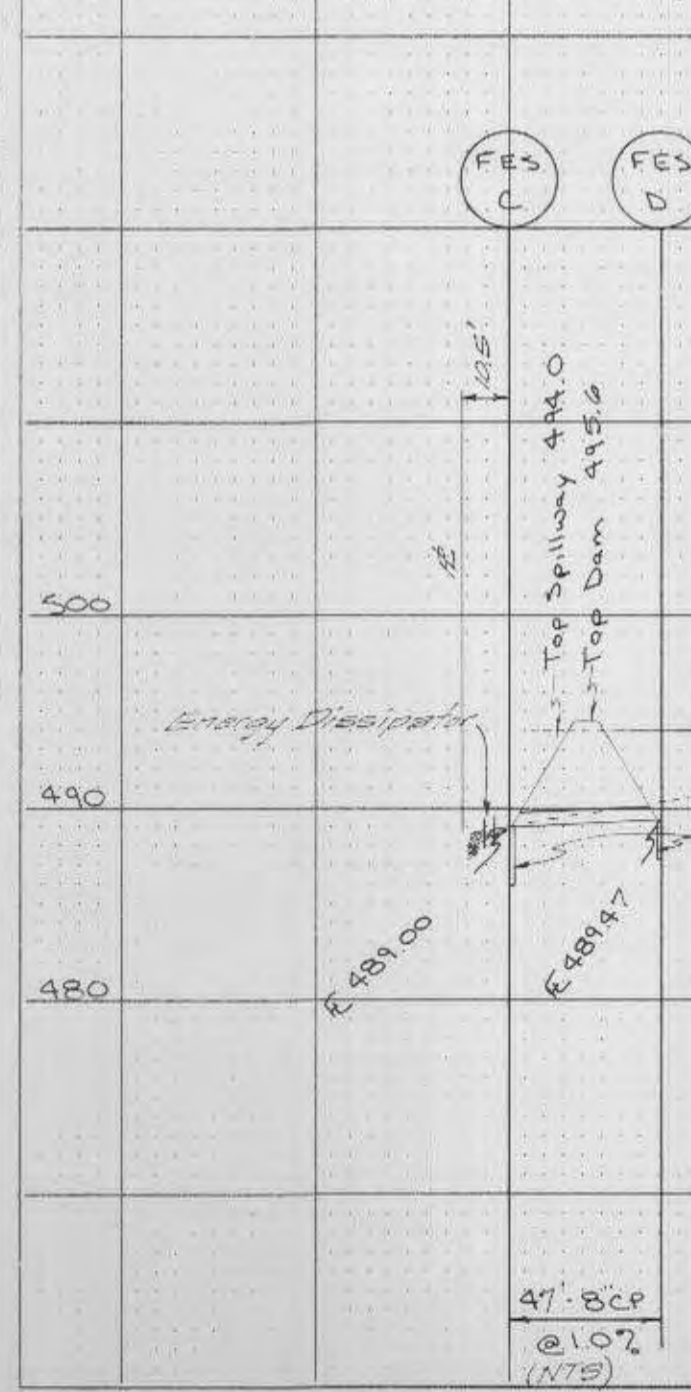 FES
C
FES
D
10.5'
Top Spillway 494.0
Top Dam 495.6
500
Energy Dissipator
490
489.00
489.47
480
47'-8"CP
@1.0%
(NTS)